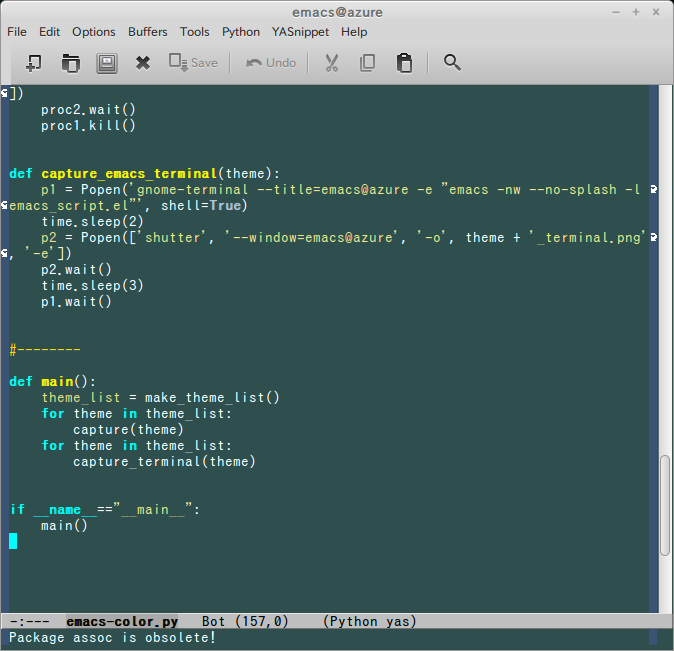 emacs@azure
File Edit Options Buffers Tools Python YASnippet Help
Save Undo
])
    proc2.wait()
    proc1.kill()
def capture_emacs_terminal(theme):
    p1 = Popen('gnome-terminal --title=emacs@azure -e "emacs -nw --no-splash -l
emacs_script.el"', shell=True)
    time.sleep(2)
    p2 = Popen(['shutter', '--window=emacs@azure', '-o', theme + '_terminal.png'
, '-e'])
    p2.wait()
    time.sleep(3)
    p1.wait()
#--------
def main():
    theme_list = make_theme_list()
    for theme in theme_list:
        capture(theme)
    for theme in theme_list:
        capture_terminal(theme)
if __name__=="__main__":
    main()
-:--- emacs-color.py Bot (157,0) (Python yas)
Package assoc is obsolete!